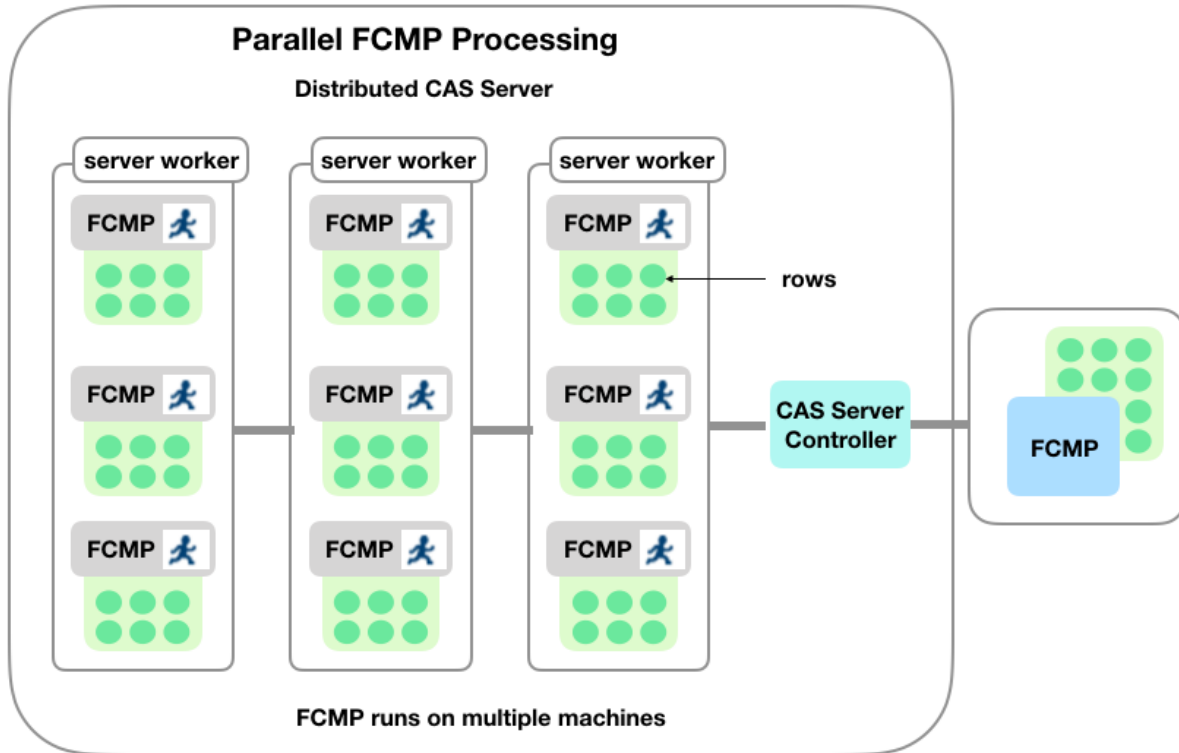 Parallel FCMP Processing
Distributed CAS Server
server worker
server worker
server worker
FCMP
FCMP
FCMP
rows
FCMP
FCMP
FCMP
CAS Server
Controller
FCMP
FCMP
FCMP
FCMP
FCMP runs on multiple machines